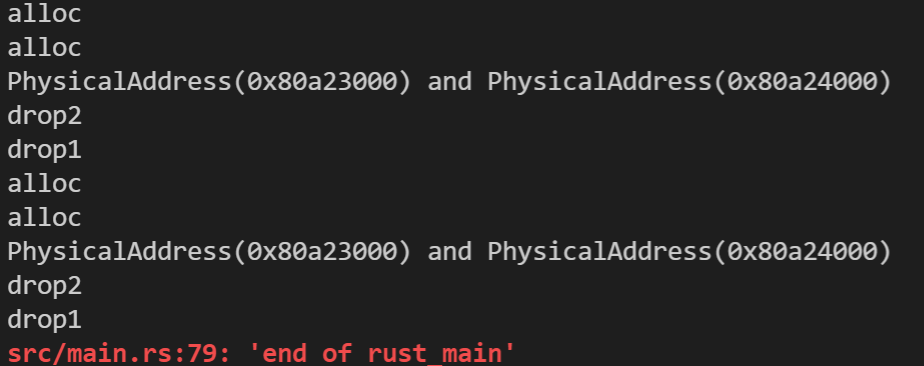 alloc
alloc
PhysicalAddress(0x80a23000) and PhysicalAddress(0x80a24000)
drop2
drop1
alloc
alloc
PhysicalAddress(0x80a23000) and PhysicalAddress(0x80a24000)
drop2
drop1
src/main.rs:79: 'end of rust_main'